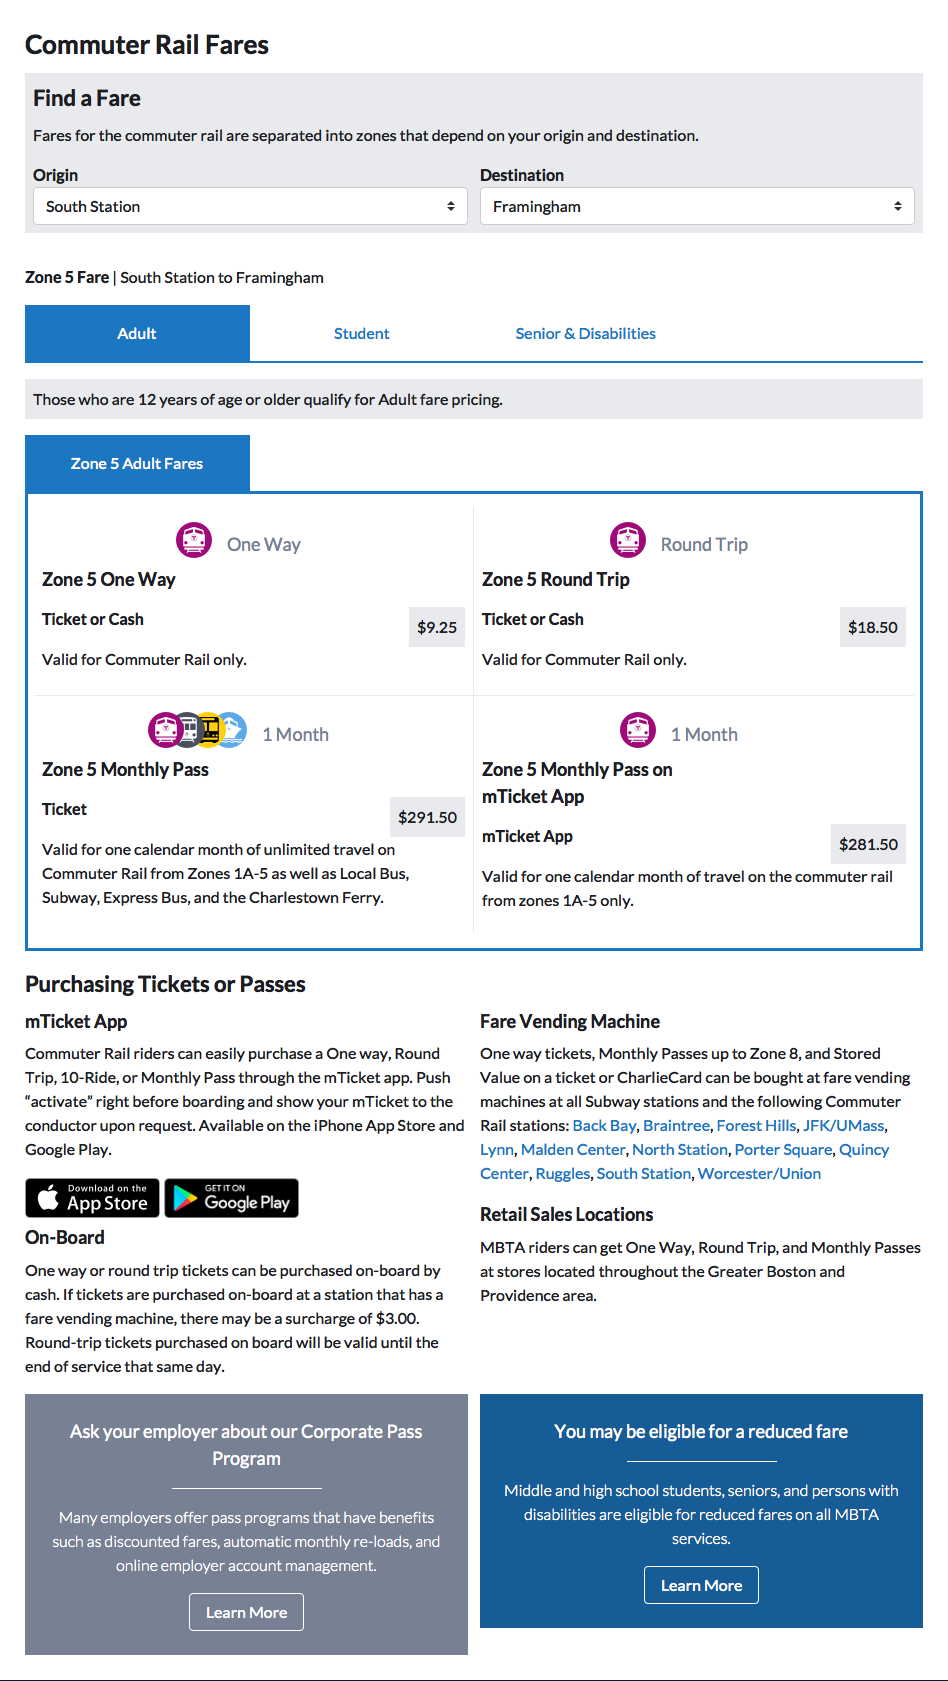 Commuter Rail Fares
Find a Fare
Fares for the commuter rail are separated into zones that depend on your origin and destination.
Origin
South Station
Destination
Framingham
Zone 5 Fare | South Station to Framingham
Adult
Student
Senior & Disabilities
Those who are 12 years of age or older qualify for Adult fare pricing.
Zone 5 Adult Fares
One Way
Zone 5 One Way
Ticket or Cash
$9.25
Valid for Commuter Rail only.
Round Trip
Zone 5 Round Trip
Ticket or Cash
$18.50
Valid for Commuter Rail only.
1 Month
Zone 5 Monthly Pass
Ticket
$291.50
Valid for one calendar month of unlimited travel on
Commuter Rail from Zones 1A-5 as well as Local Bus,
Subway, Express Bus, and the Charlestown Ferry.
1 Month
Zone 5 Monthly Pass on
mTicket App
mTicket App
$281.50
Valid for one calendar month of travel on the commuter rail
from zones 1A-5 only.
Purchasing Tickets or Passes
mTicket App
Commuter Rail riders can easily purchase a One way, Round
Trip, 10-Ride, or Monthly Pass through the mTicket app. Push
“activate” right before boarding and show your mTicket to the
conductor upon request. Available on the iPhone App Store and
Google Play.
Download on the
App Store
GET IT ON
Google Play
On-Board
One way or round trip tickets can be purchased on-board by
cash. If tickets are purchased on-board at a station that has a
fare vending machine, there may be a surcharge of $3.00.
Round-trip tickets purchased on board will be valid until the
end of service that same day.
Fare Vending Machine
One way tickets, Monthly Passes up to Zone 8, and Stored
Value on a ticket or CharlieCard can be bought at fare vending
machines at all Subway stations and the following Commuter
Rail stations: Back Bay, Braintree, Forest Hills, JFK/UMass,
Lynn, Malden Center, North Station, Porter Square, Quincy
Center, Ruggles, South Station, Worcester/Union
Retail Sales Locations
MBTA riders can get One Way, Round Trip, and Monthly Passes
at stores located throughout the Greater Boston and
Providence area.
Ask your employer about our Corporate Pass
Program
Many employers offer pass programs that have benefits
such as discounted fares, automatic monthly re-loads, and
online employer account management.
Learn More
You may be eligible for a reduced fare
Middle and high school students, seniors, and persons with
disabilities are eligible for reduced fares on all MBTA
services.
Learn More